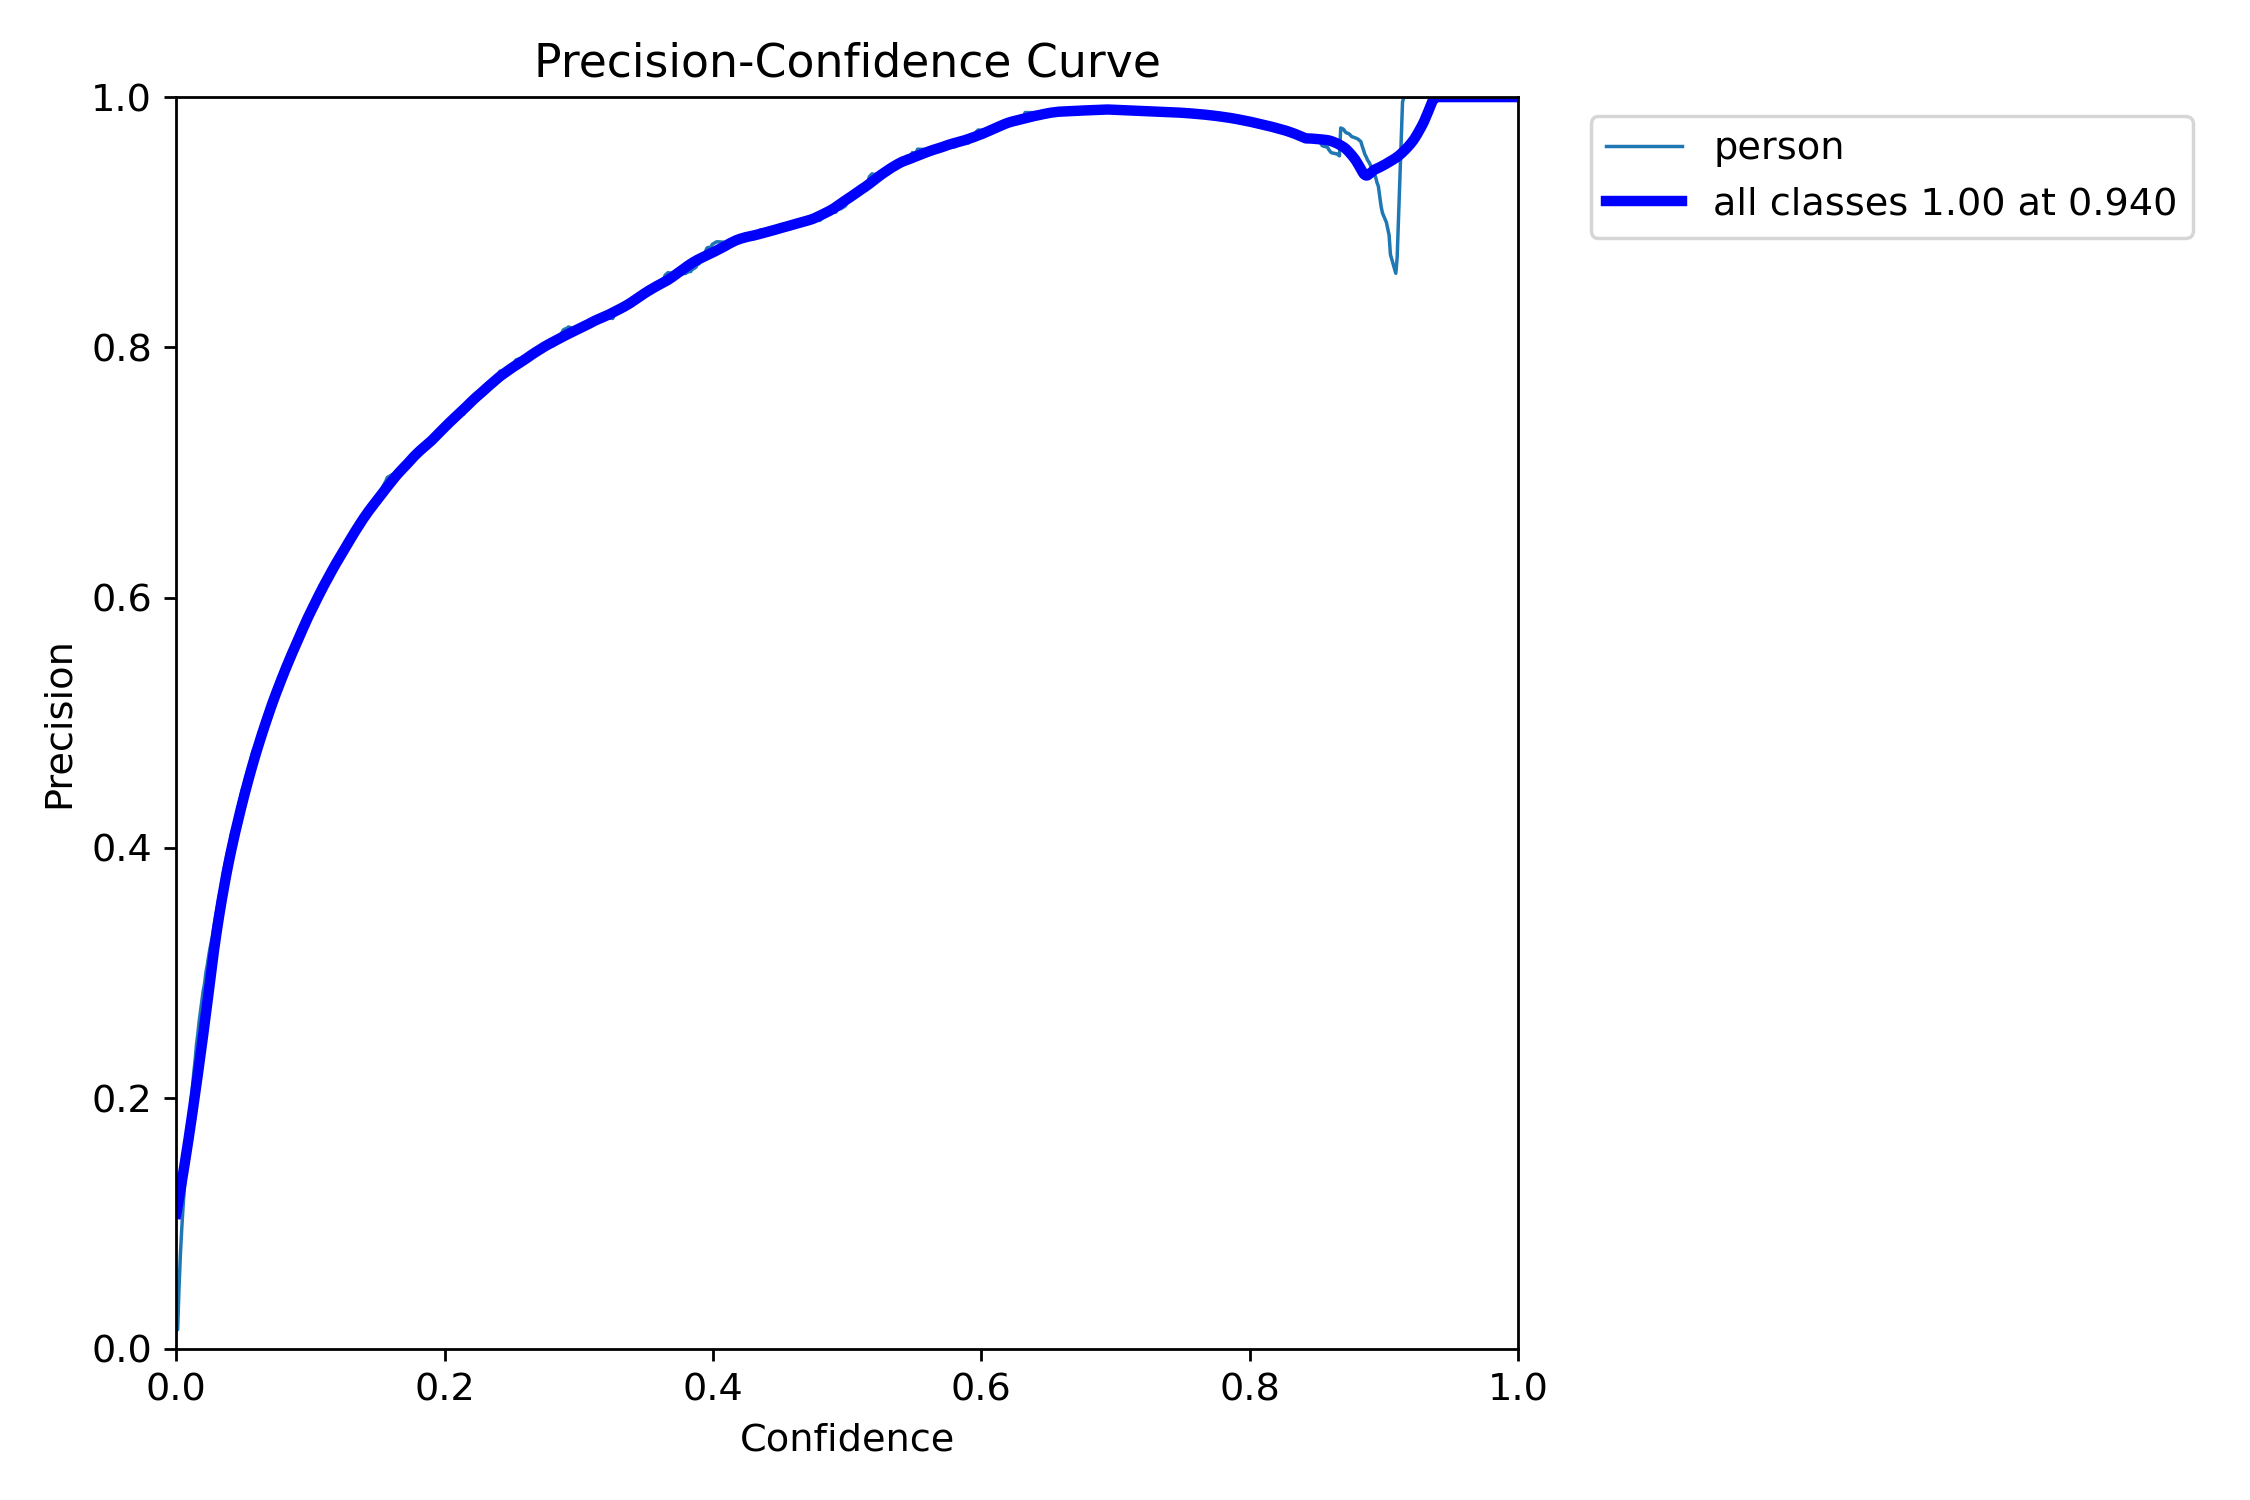 Precision-Confidence Curve
1.0
0.8
0.6
0.4
0.2
0.0
Precision
0.0 0.2 0.4 0.6 0.8 1.0
Confidence
person
all classes 1.00 at 0.940